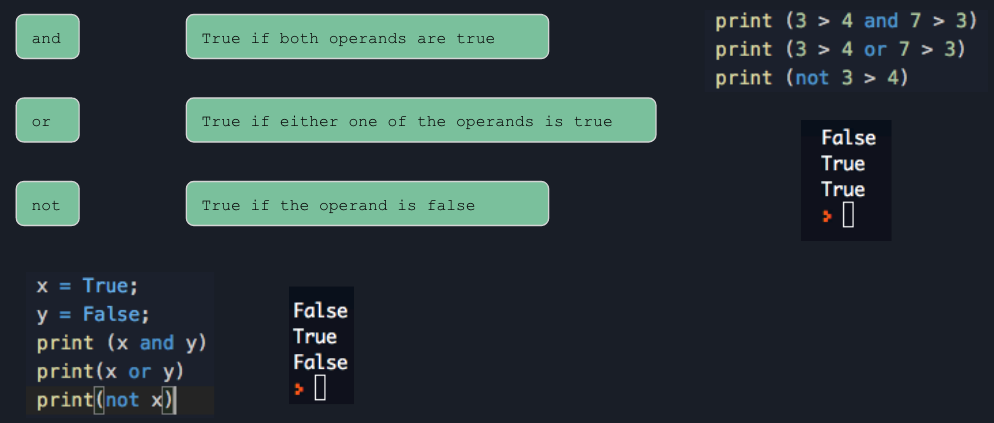 and
True if both operands are true
or
True if either one of the operands is true
not
True if the operand is false
print (3 > 4 and 7 > 3)
print (3 > 4 or 7 > 3)
print (not 3 > 4)
False
True
True
>
x = True;
y = False;
print (x and y)
print(x or y)
print(not x)
False
True
False
>